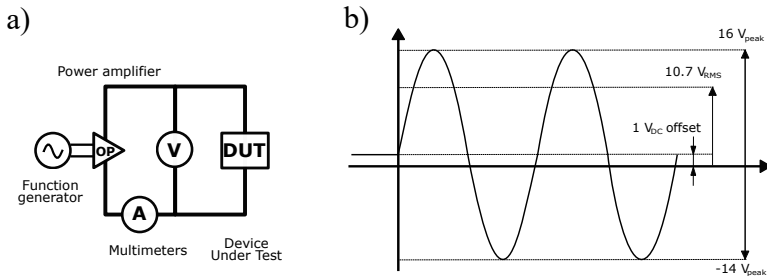 a)
Power amplifier
OP
V
DUT
Function
generator
A
Multimeters
Device
Under Test
b)
16 Vpeak
10.7 VRMS
1 VDC offset
-14 Vpeak